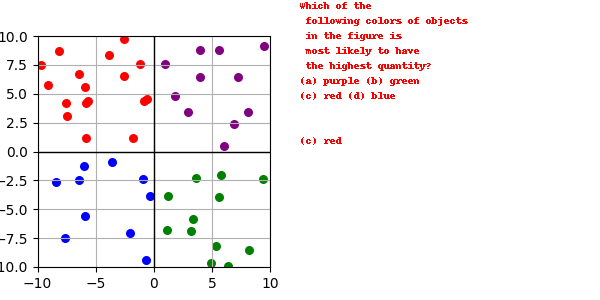 Which of the
following colors of objects
in the figure is
most likely to have
the highest quantity?
(a) purple (b) green
(c) red (d) blue
(c) red
10.0
7.5
5.0
2.5
0.0
−2.5
−5.0
−7.5
10.0
−10 −5 0 5 10